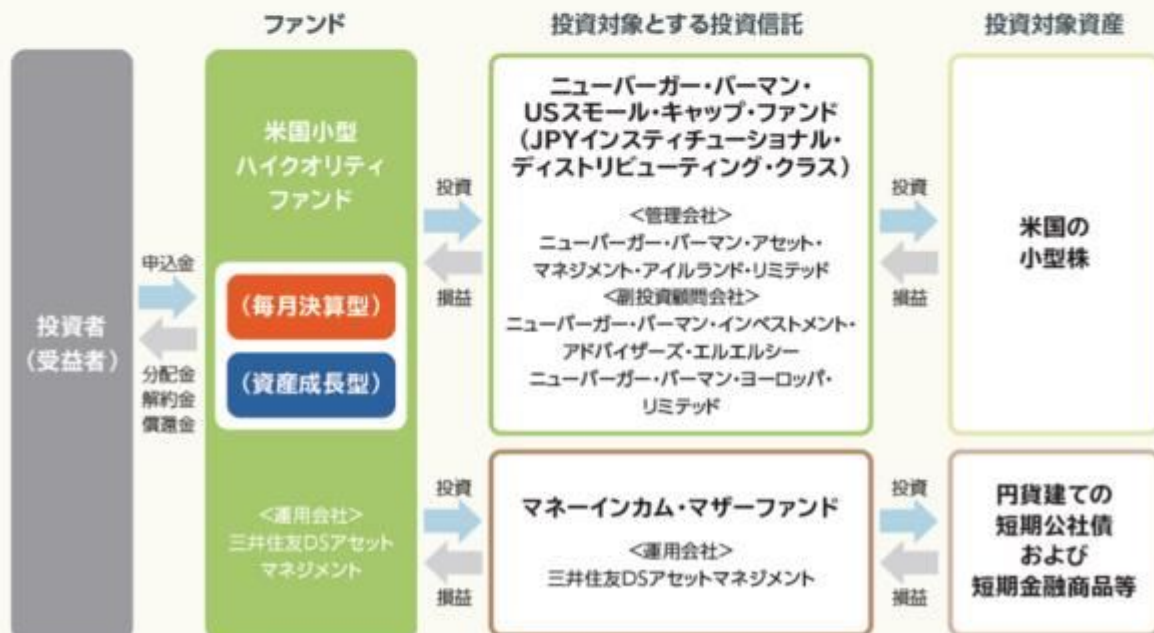 ファンド
投資対象とする投資信託
投資対象資産
投資者
(受益者)
申込金
分配金
解約金
償還金
米国小型
ハイクオリティ
ファンド
(毎月決算型)
(資産成長型)
<運用会社>
三井住友DSアセット
マネジメント
投資
損益
ニューバーガー・バーマン・
USスモール・キャップ・ファンド
(JPYインスティチューショナル・
ディストリビューティング・クラス)
<管理会社>
ニューバーガー・バーマン・アセット・
マネジメント・アイルランド・リミテッド
<副投資顧問会社>
ニューバーガー・バーマン・インベストメント・
アドバイザーズ・エルエルシー
ニューバーガー・バーマン・ヨーロッパ・
リミテッド
投資
損益
米国の
小型株
投資
損益
マネーインカム・マザーファンド
<運用会社>
三井住友DSアセットマネジメント
投資
損益
円貨建ての
短期公社債
および
短期金融商品等